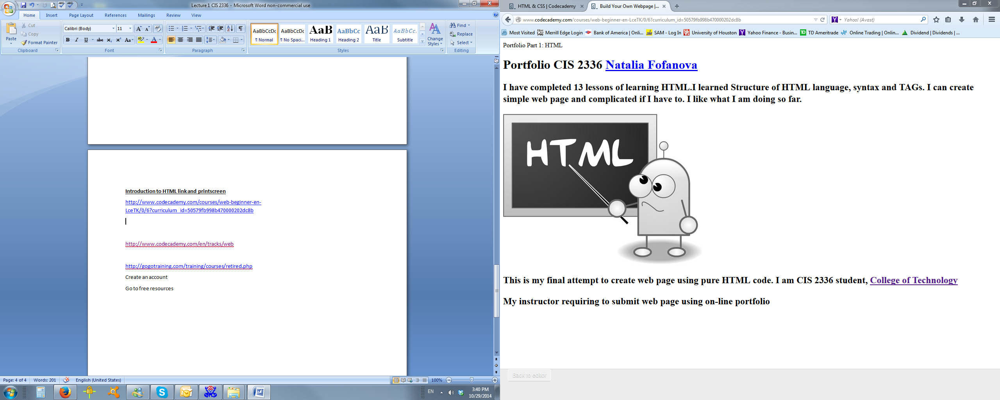 Lecture 1 CIS 2336 - Microsoft Word non-commercial use
Home Insert Page Layout References Mailings Review View
Paste
Cut
Copy
Format Painter
Clipboard
Calibri (Body) 11
Font
Paragraph
AaBbCcDc AaBbCcDc AaB AaBbCc AaB AaBbCc.
¶ Normal ¶ No Spaci... Heading 1 Heading 2 Title Subtitle
Change Styles
Styles
Find
Replace
Select
Editing
Introduction to HTML link and printscreen
http://www.codecademy.com/courses/web-beginner-en-
LceTK/0/6?curriculum_id=50579fb998b470000202dc8b
http://www.codecademy.com/en/tracks/web
http://gogotraining.com/training/courses/retired.php
Create an account
Go to free resources
Page: 4 of 4 Words: 201 English (United States) 100%
EN 3:40 PM
10/29/2014
HTML & CSS | Codecademy Build Your Own Webpage |...
www.codecademy.com/courses/web-beginner-en-LceTK/0/6?curriculum_id=50579fb998b470000202dc8b Yahoo! (Avast)
Most Visited Merrill Edge Login Bank of America | Onli... SAM - Log In University of Houston Yahoo Finance - Busin... TD Ameritrade Online Trading | Onlin... Dividend | Dividends | ...
Portfolio Part 1: HTML
Portfolio CIS 2336 Natalia Fofanova
I have completed 13 lessons of learning HTML.I learned Structure of HTML language, syntax and TAGs. I can create
simple web page and complicated if I have to. I like what I am doing so far.
HTML
This is my final attempt to create web page using pure HTML code. I am CIS 2336 student, College of Technology
My instructor requiring to submit web page using on-line portfolio
Back to editor